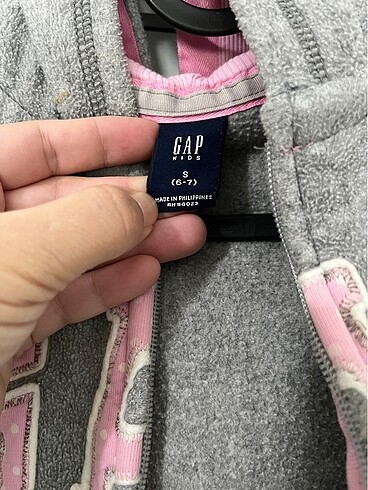 GAP
KIDS
S
(6-7)
MADE IN PHILIPPINES